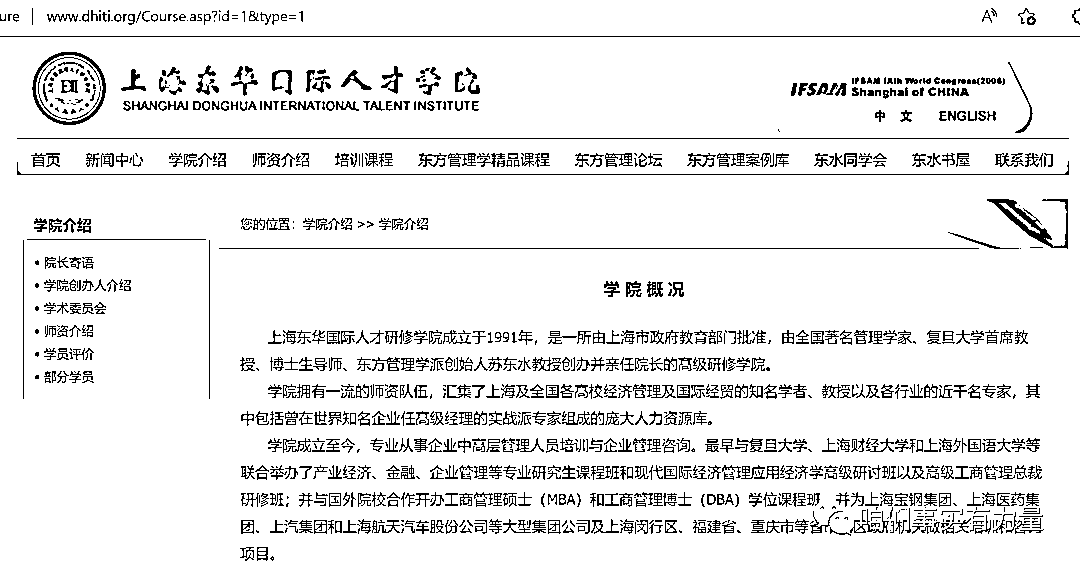 ure www.dhiti.org/Course.asp?id=1&type=1
上海东华国际人才学院
SHANGHAI DONGHUA INTERNATIONAL TALENT INSTITUTE
IFSAM IFSAM IXth World Congress(2008)
Shanghai of CHINA
中 文 ENGLISH
首页 新闻中心 学院介绍 师资介绍 培训课程 东方管理学精品课程 东方管理论坛 东方管理案例库 东水同学会 东水书屋 联系我们
学院介绍
• 院长寄语
• 学院创办人介绍
• 学术委员会
• 师资介绍
• 学员评价
• 部分学员
您的位置：学院介绍 >> 学院介绍
学 院 概 况
上海东华国际人才研修学院成立于1991年，是一所由上海市政府教育部门批准，由全国著名管理学家、复旦大学首席教
授、博士生导师、东方管理学派创始人苏东水教授创办并亲任院长的高级研修学院。
学院拥有一流的师资队伍，汇集了上海及全国各高校经济管理及国际经贸的知名学者、教授以及各行业的近千名专家，其
中包括曾在世界知名企业任高级经理的实战派专家组成的庞大人力资源库。
学院成立至今，专业从事企业中高层管理人员培训与企业管理咨询。最早与复旦大学、上海财经大学和上海外国语大学等
联合举办了产业经济、金融、企业管理等专业研究生课程班和现代国际经济管理应用经济学高级研讨班以及高级工商管理总裁
研修班；并与国外院校合作开办工商管理硕士（MBA）和工商管理博士（DBA）学位课程班，并为上海宝钢集团、上海医药集
团、上汽集团和上海航天汽车股份公司等大型集团公司及上海闵行区、福建省、重庆市等省
项目。
咱们事实有力量